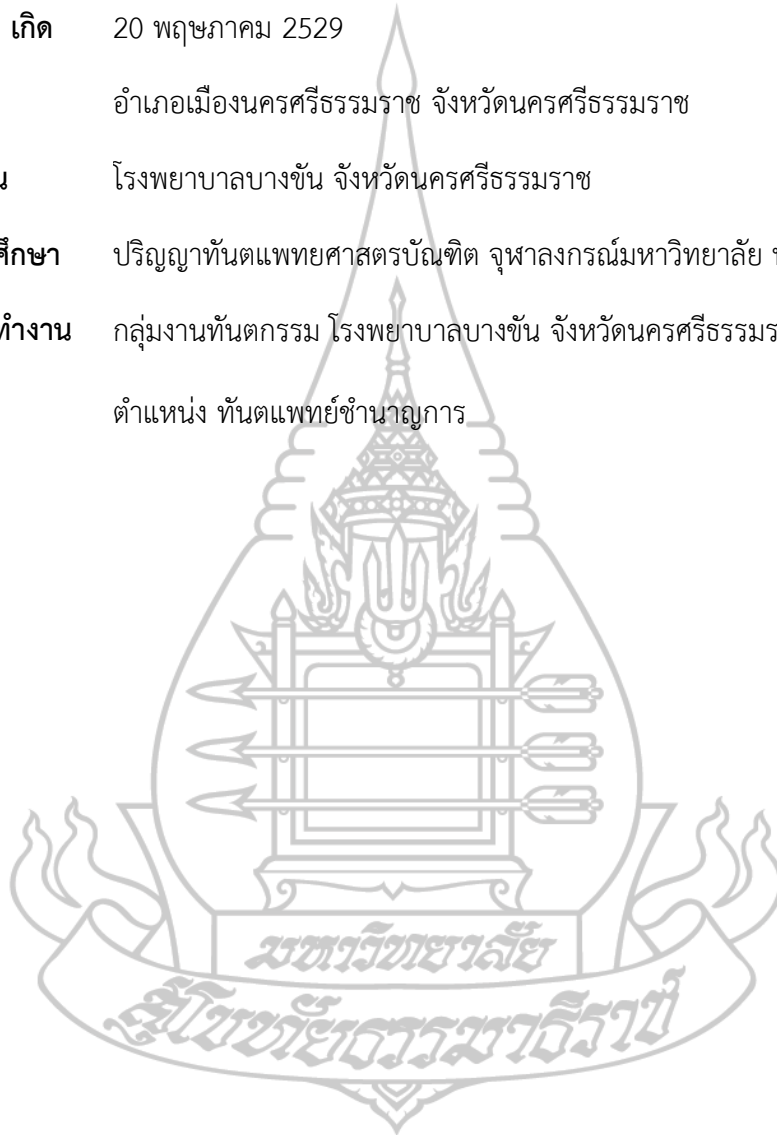 เกิด 20 พฤษภาคม 2529
อำเภอเมืองนครศรีธรรมราช จังหวัดนครศรีธรรมราช
โรงพยาบาลบางขัน จังหวัดนครศรีธรรมราช
ศึกษา ปริญญาทันตแพทยศาสตรบัณฑิต จุฬาลงกรณ์มหาวิทยาลัย
ทำงาน กลุ่มงานทันตกรรม โรงพยาบาลบางขัน จังหวัดนครศรีธรรมร
ตำแหน่ง ทันตแพทย์ชำนาญการ
มหาวิทยาลัย
สุโขทัยธรรมาธิราช